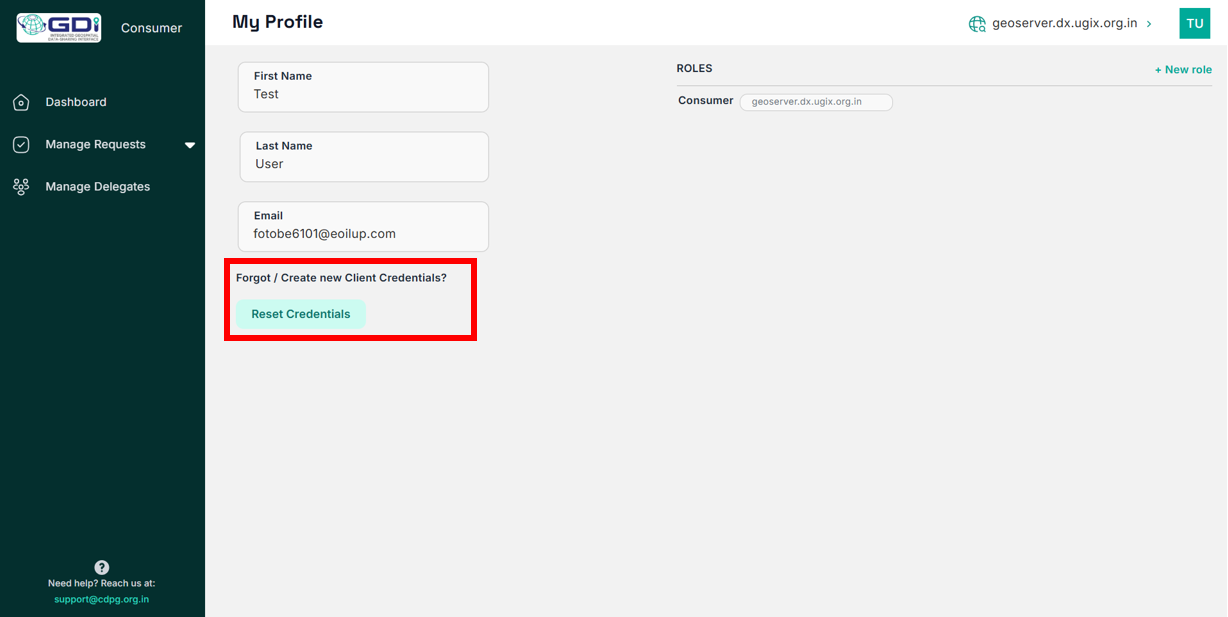 GDi
INTEGRATED GEOSPATIAL
DATA-SHARING INTERFACE
Consumer
Dashboard
Manage Requests
Manage Delegates
Need help? Reach us at:
support@cdpg.org.in
My Profile
geoserver.dx.ugix.org.in
TU
First Name
Test
Last Name
User
Email
fotobe6101@eoilup.com
Forgot / Create new Client Credentials?
Reset Credentials
ROLES
+ New role
Consumer geoserver.dx.ugix.org.in